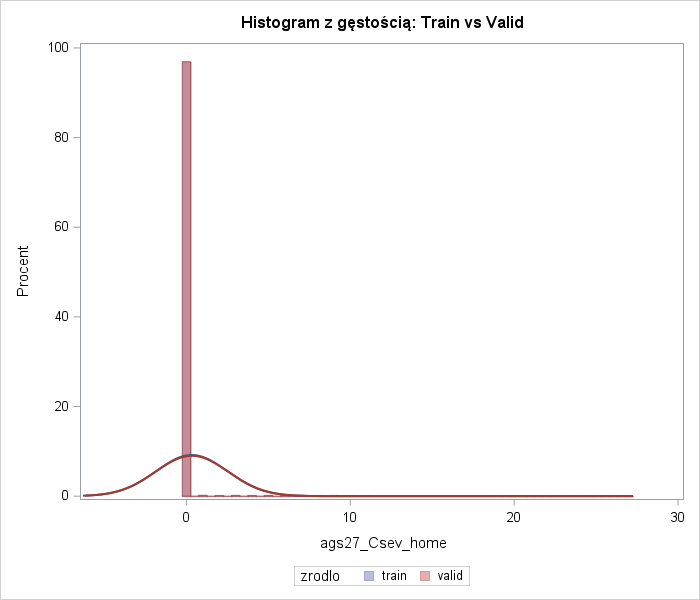 Histogram z gęstością: Train vs Valid
100
80
60
40
20
0
Procent
0 10 20 30
ags27_Csev_home
zrodlo train valid